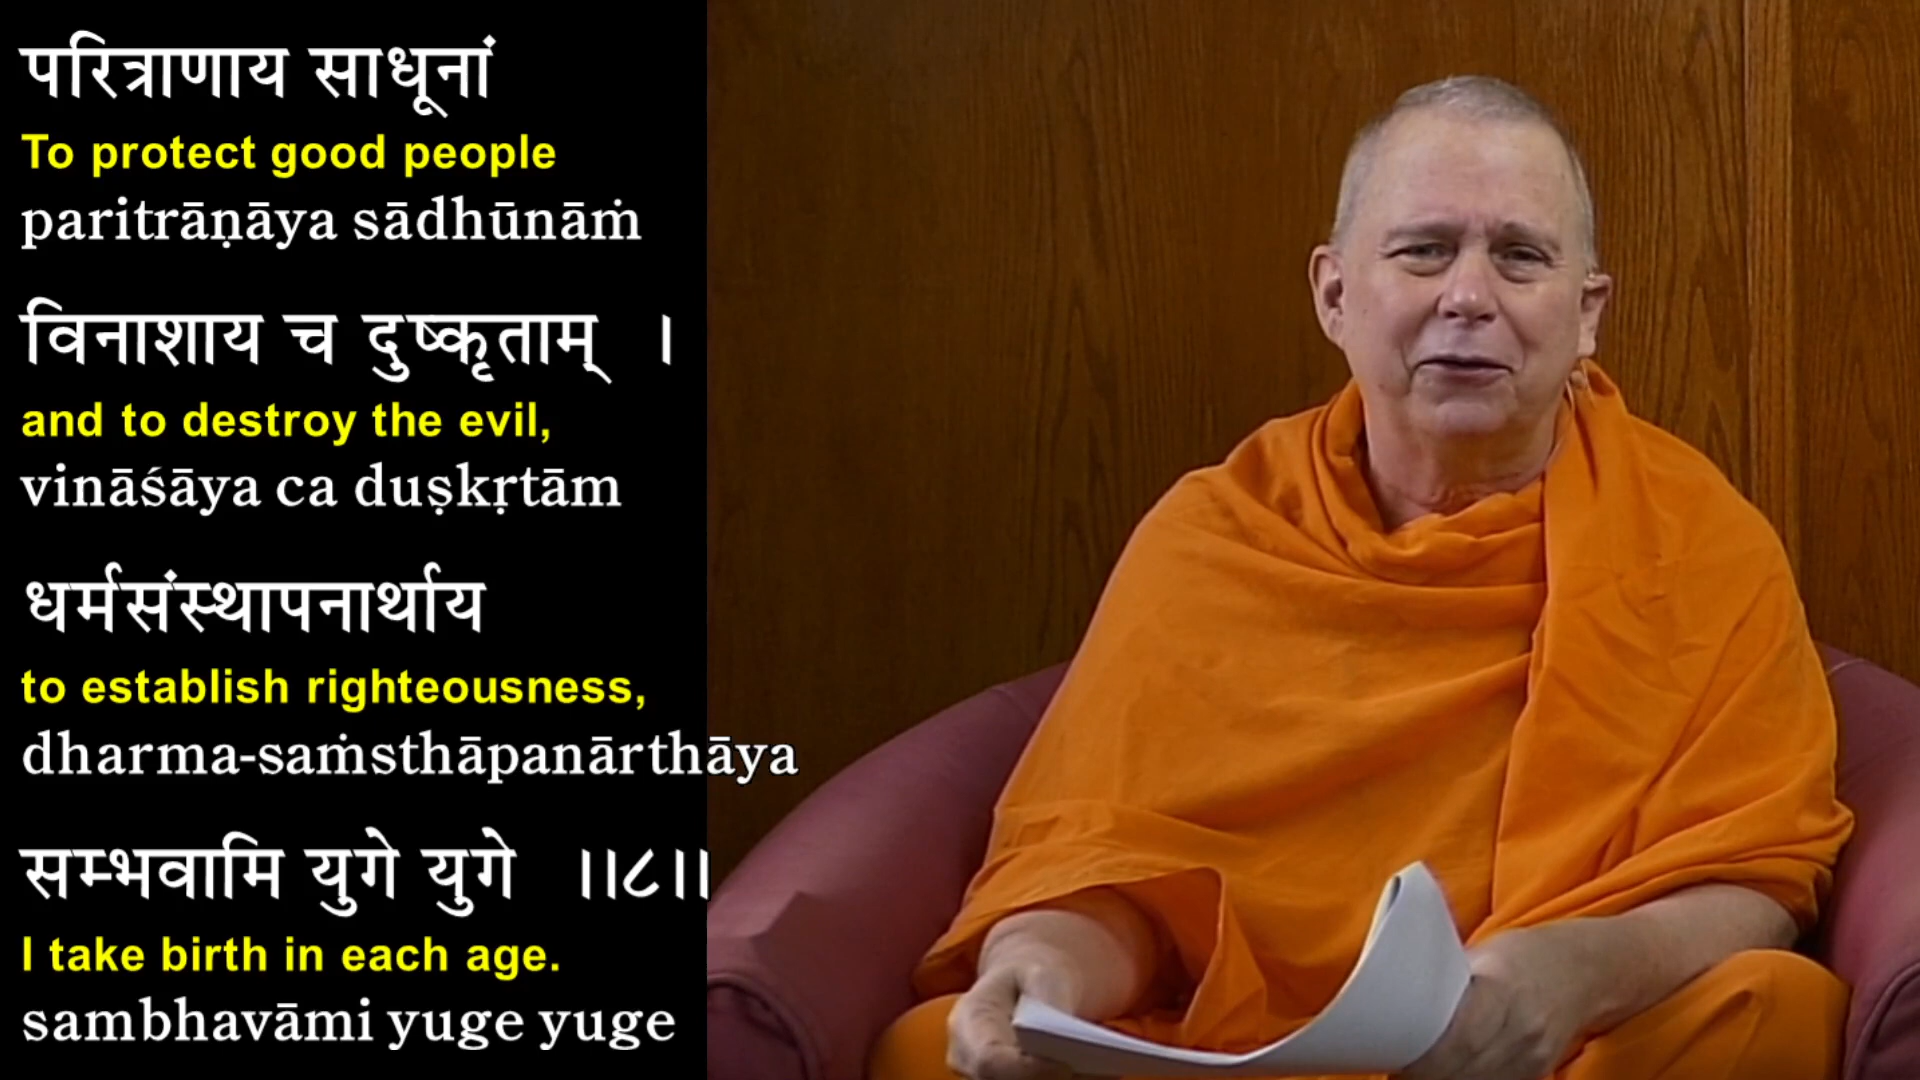 परित्राणाय साधूनां
To protect good people
paritrāṇāya sādhūnāṁ
विनाशाय च दुष्कृताम् ।
and to destroy the evil,
vināśāya ca duṣkṛtām
धर्मसंस्थापनार्थाय
to establish righteousness,
dharma-saṁsthāpanārthāya
सम्भवामि युगे युगे ॥८॥
I take birth in each age.
sambhavāmi yuge yuge